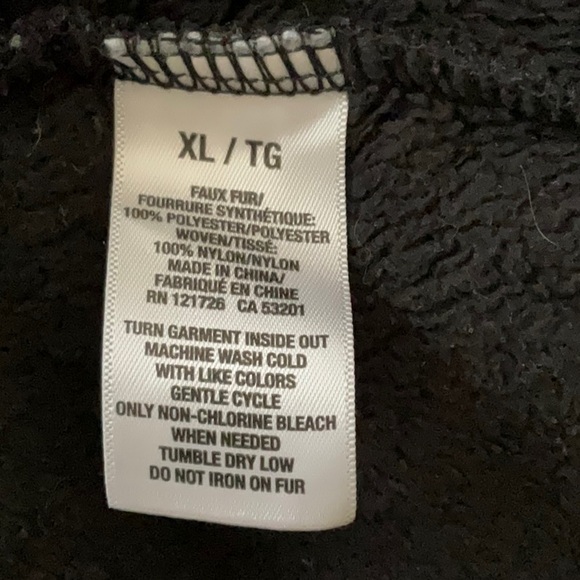 XL / TG
FAUX FUR/
FOURRURE SYNTHÉTIQUE:
100% POLYESTER/POLYESTER
WOVEN/TISSÉ:
100% NYLON/NYLON
MADE IN CHINA/
FABRIQUÉ EN CHINE
RN 121726 CA 53201
TURN GARMENT INSIDE OUT
MACHINE WASH COLD
WITH LIKE COLORS
GENTLE CYCLE
ONLY NON-CHLORINE BLEACH
WHEN NEEDED
TUMBLE DRY LOW
DO NOT IRON ON FUR